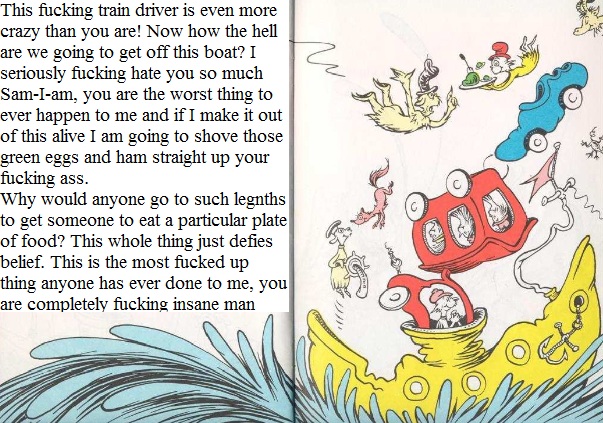 This fucking train driver is even more
crazy than you are! Now how the hell
are we going to get off this boat? I
seriously fucking hate you so much
Sam-I-am, you are the worst thing to
ever happen to me and if I make it out
of this alive I am going to shove those
green eggs and ham straight up your
fucking ass.
Why would anyone go to such legnths
to get someone to eat a particular plate
of food? This whole thing just defies
belief. This is the most fucked up
thing anyone has ever done to me, you
are completely fucking insane man